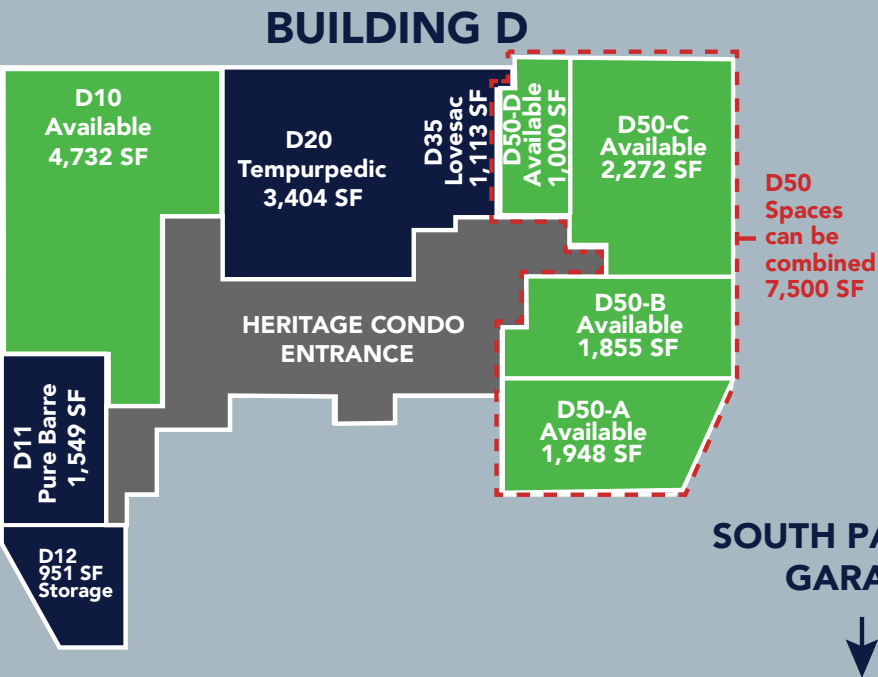 BUILDING D
D10
Available
4,732 SF
D20
Tempurpedic
3,404 SF
D35
Lovesac
1,113 SF
D50-D
Available
1,000 SF
D50-C
Available
2,272 SF
D50
Spaces
can be
combined
7,500 SF
HERITAGE CONDO
ENTRANCE
D50-B
Available
1,855 SF
D11
Pure Barre
1,549 SF
D50-A
Available
1,948 SF
D12
951 SF
Storage
SOUTH PA
GARA